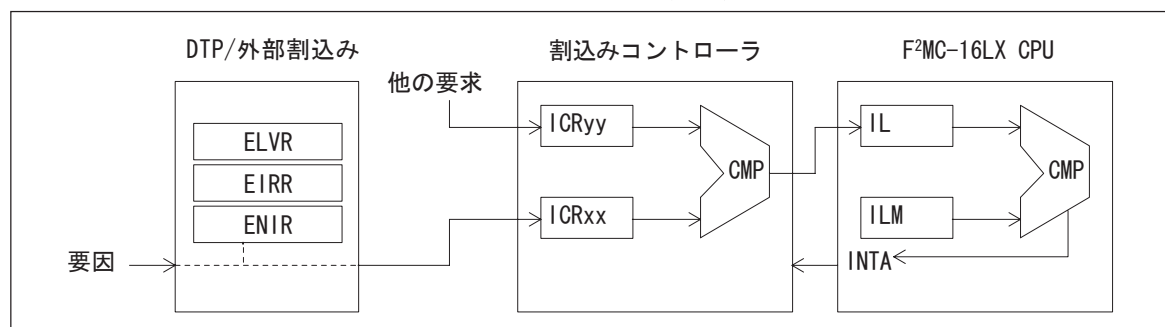 DTP/外部割込み
割込みコントローラ
F²MC-16LX CPU
他の要求
ELVR
EIRR
ENIR
要因
ICRyy
ICRxx
CMP
IL
ILM
CMP
INTA